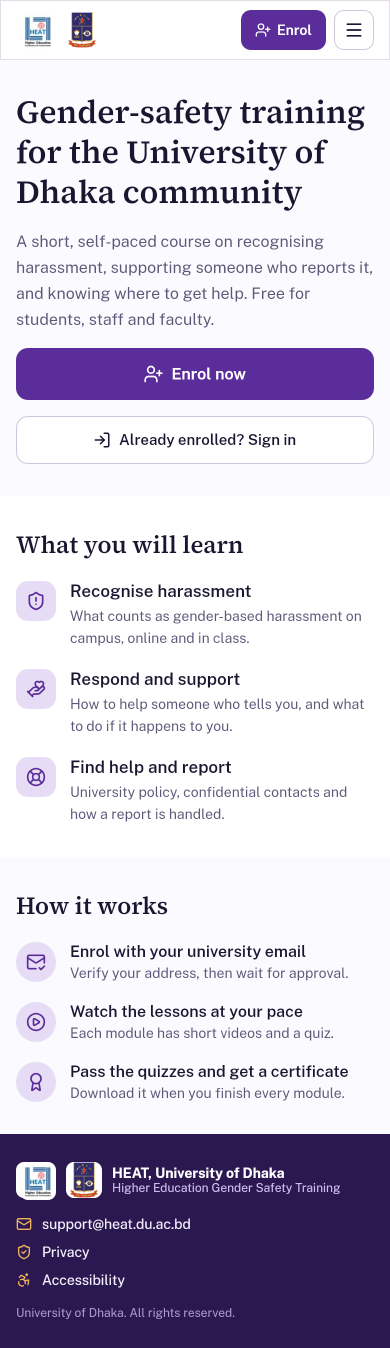 HEAT
Higher Education
Enrol
Gender-safety training
for the University of
Dhaka community
A short, self-paced course on recognising
harassment, supporting someone who reports it,
and knowing where to get help. Free for
students, staff and faculty.
Enrol now
Already enrolled? Sign in
What you will learn
Recognise harassment
What counts as gender-based harassment on
campus, online and in class.
Respond and support
How to help someone who tells you, and what
to do if it happens to you.
Find help and report
University policy, confidential contacts and
how a report is handled.
How it works
Enrol with your university email
Verify your address, then wait for approval.
Watch the lessons at your pace
Each module has short videos and a quiz.
Pass the quizzes and get a certificate
Download it when you finish every module.
HEAT
Higher Education
HEAT, University of Dhaka
Higher Education Gender Safety Training
support@heat.du.ac.bd
Privacy
Accessibility
University of Dhaka. All rights reserved.